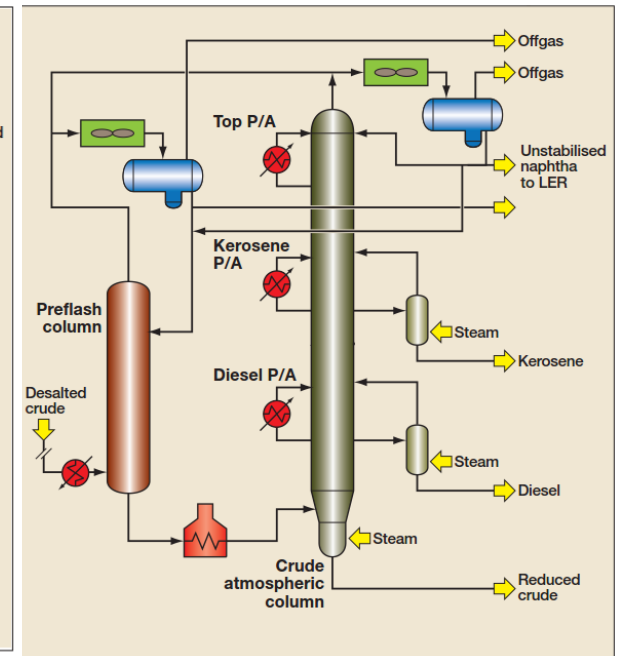 Offgas
Offgas
Top P/A
Unstabilised
naphtha
to LER
Kerosene
P/A
Preflash
column
Steam
Kerosene
Diesel P/A
Desalted
crude
Steam
Diesel
Steam
Crude
atmospheric
column
Reduced
crude